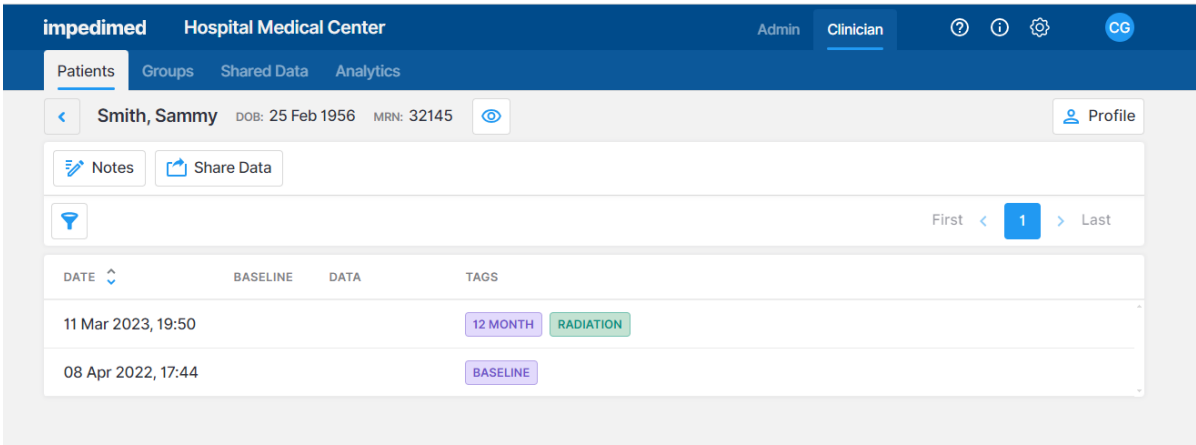 impedimed Hospital Medical Center Admin Clinician CG
Patients Groups Shared Data Analytics
Smith, Sammy DOB: 25 Feb 1956 MRN: 32145 Profile
Notes Share Data
First 1 Last
DATE BASELINE DATA TAGS
11 Mar 2023, 19:50 12 MONTH RADIATION
08 Apr 2022, 17:44 BASELINE